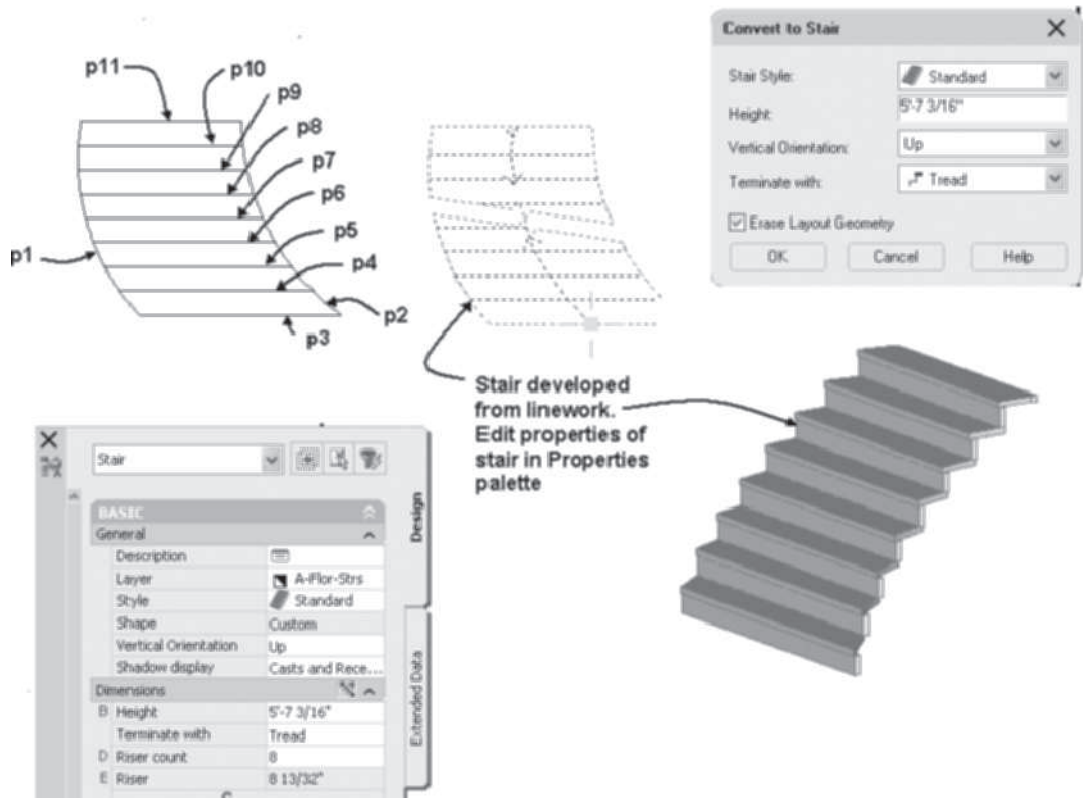 p11
p10
p9
p8
p7
p6
p5
p4
p1
p2
p3
Convert to Stair
Stair Style: Standard
Height: 5'-7 3/16"
Vertical Orientation: Up
Terminate with: Tread
Erase Layout Geometry
OK Cancel Help
Stair developed
from linework.
Edit properties of
stair in Properties
palette
Stair
Design
Extended Data
BASIC
General
Description
Layer A-Flor-Strs
Style Standard
Shape Custom
Vertical Orientation Up
Shadow display Casts and Rece...
Dimensions
B Height 5'-7 3/16"
Terminate with Tread
D Riser count 8
E Riser 8 13/32"